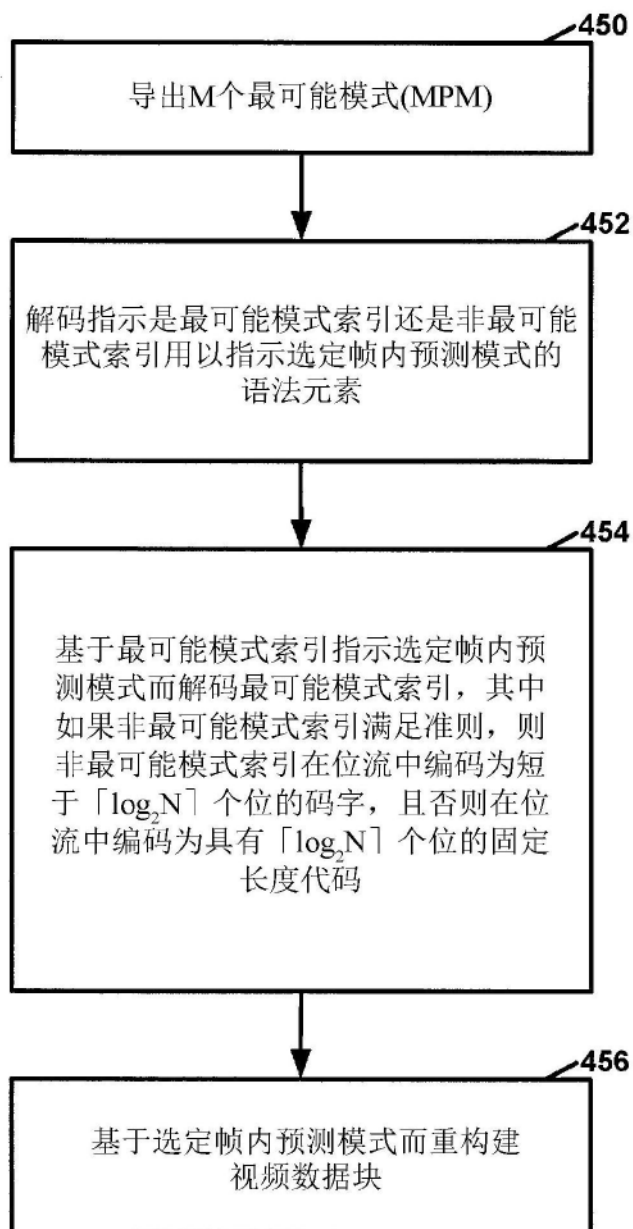 450
导出M个最可能模式(MPM)
452
解码指示是最可能模式索引还是非最可能
模式索引用以指示选定帧内预测模式的
语法元素
454
基于最可能模式索引指示选定帧内预
测模式而解码最可能模式索引，其中
如果非最可能模式索引满足准则，则
非最可能模式索引在位流中编码为短
于「log₂N⌉个位的码字，且否则在位
流中编码为具有「log₂N⌉个位的固定
长度代码
456
基于选定帧内预测模式而重构建
视频数据块